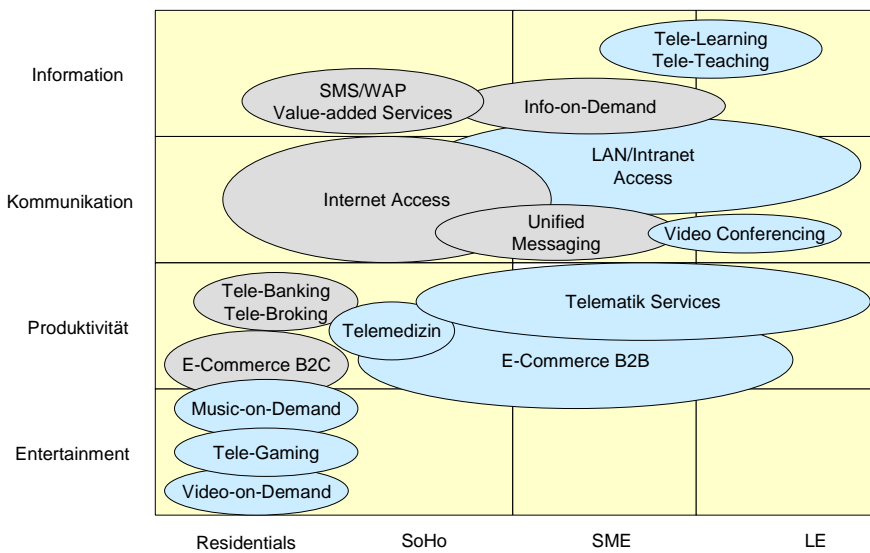 Tele-Learning
Tele-Teaching
Information
SMS/WAP
Value-added Services
Info-on-Demand
LAN/Intranet
Access
Kommunikation
Internet Access
Unified
Messaging
Video Conferencing
Tele-Banking
Tele-Broking
Telematik Services
Produktivität
Telemedizin
E-Commerce B2C
E-Commerce B2B
Music-on-Demand
Entertainment
Tele-Gaming
Video-on-Demand
Residentials
SoHo
SME
LE